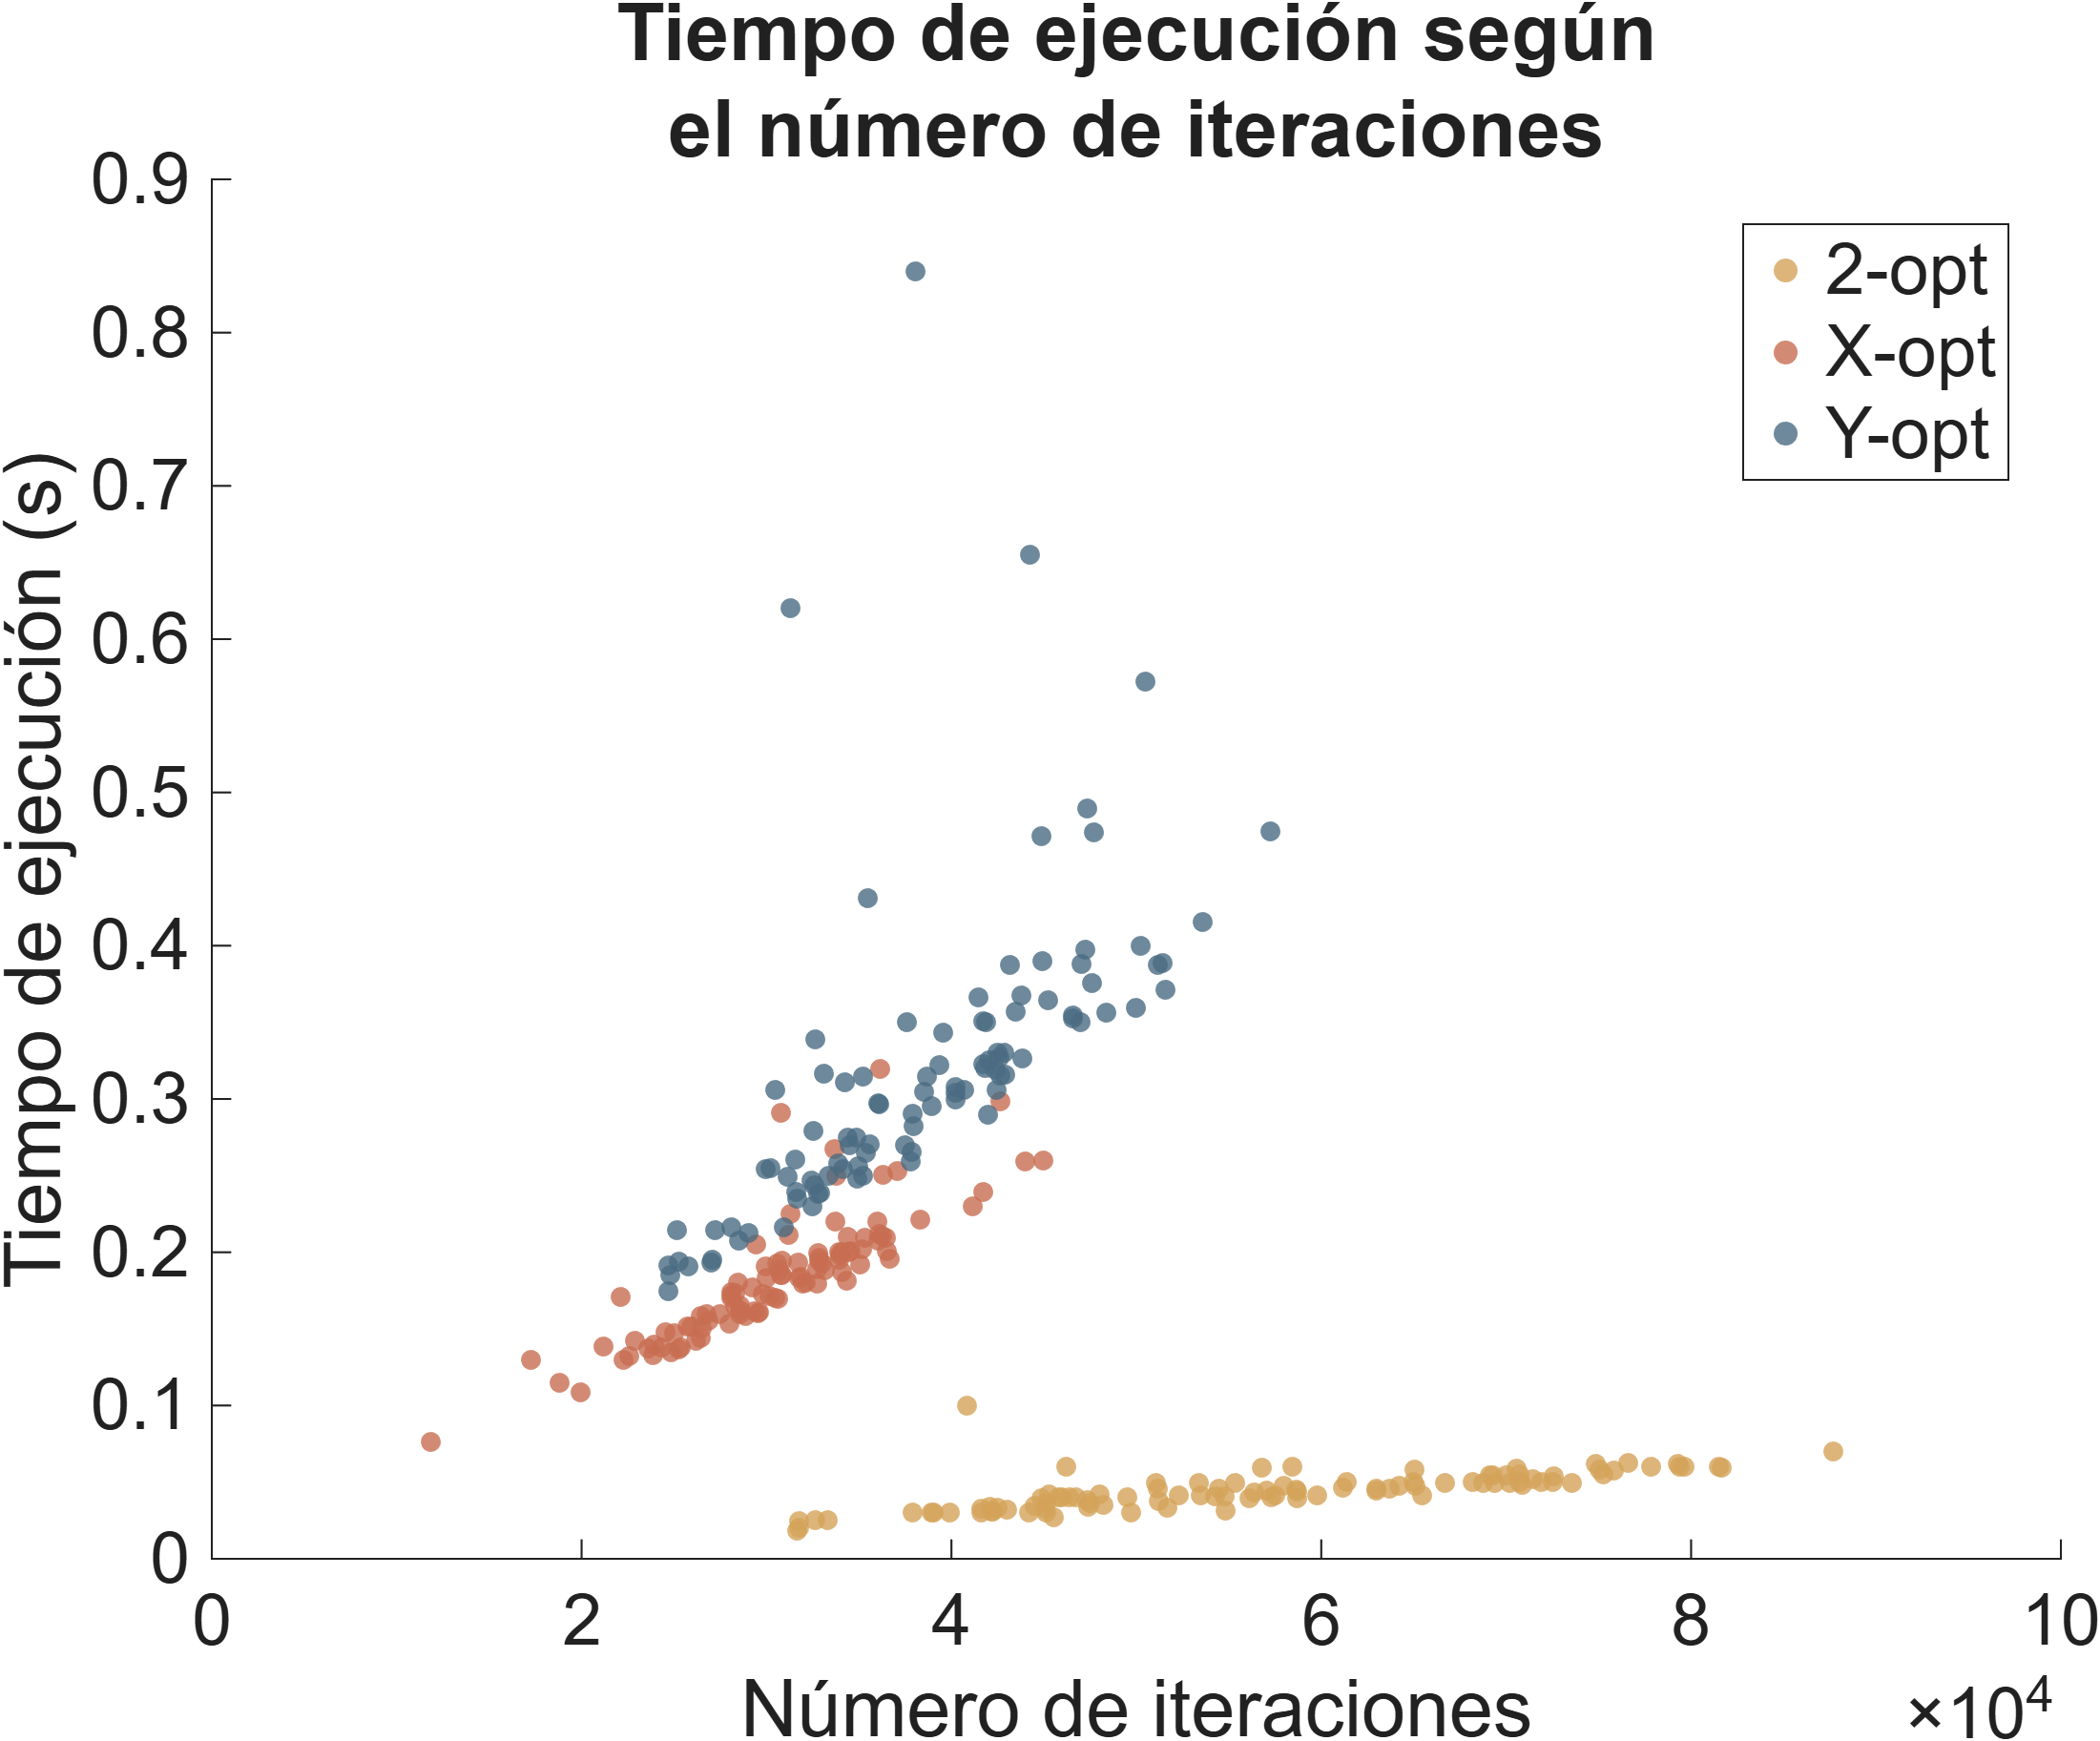 Tiempo de ejecución según
el número de iteraciones
Tiempo de ejecución (s)
0.9
0.8
0.7
0.6
0.5
0.4
0.3
0.2
0.1
0
2-opt
X-opt
Y-opt
0 2 4 6 8 10
Número de iteraciones
×10⁴